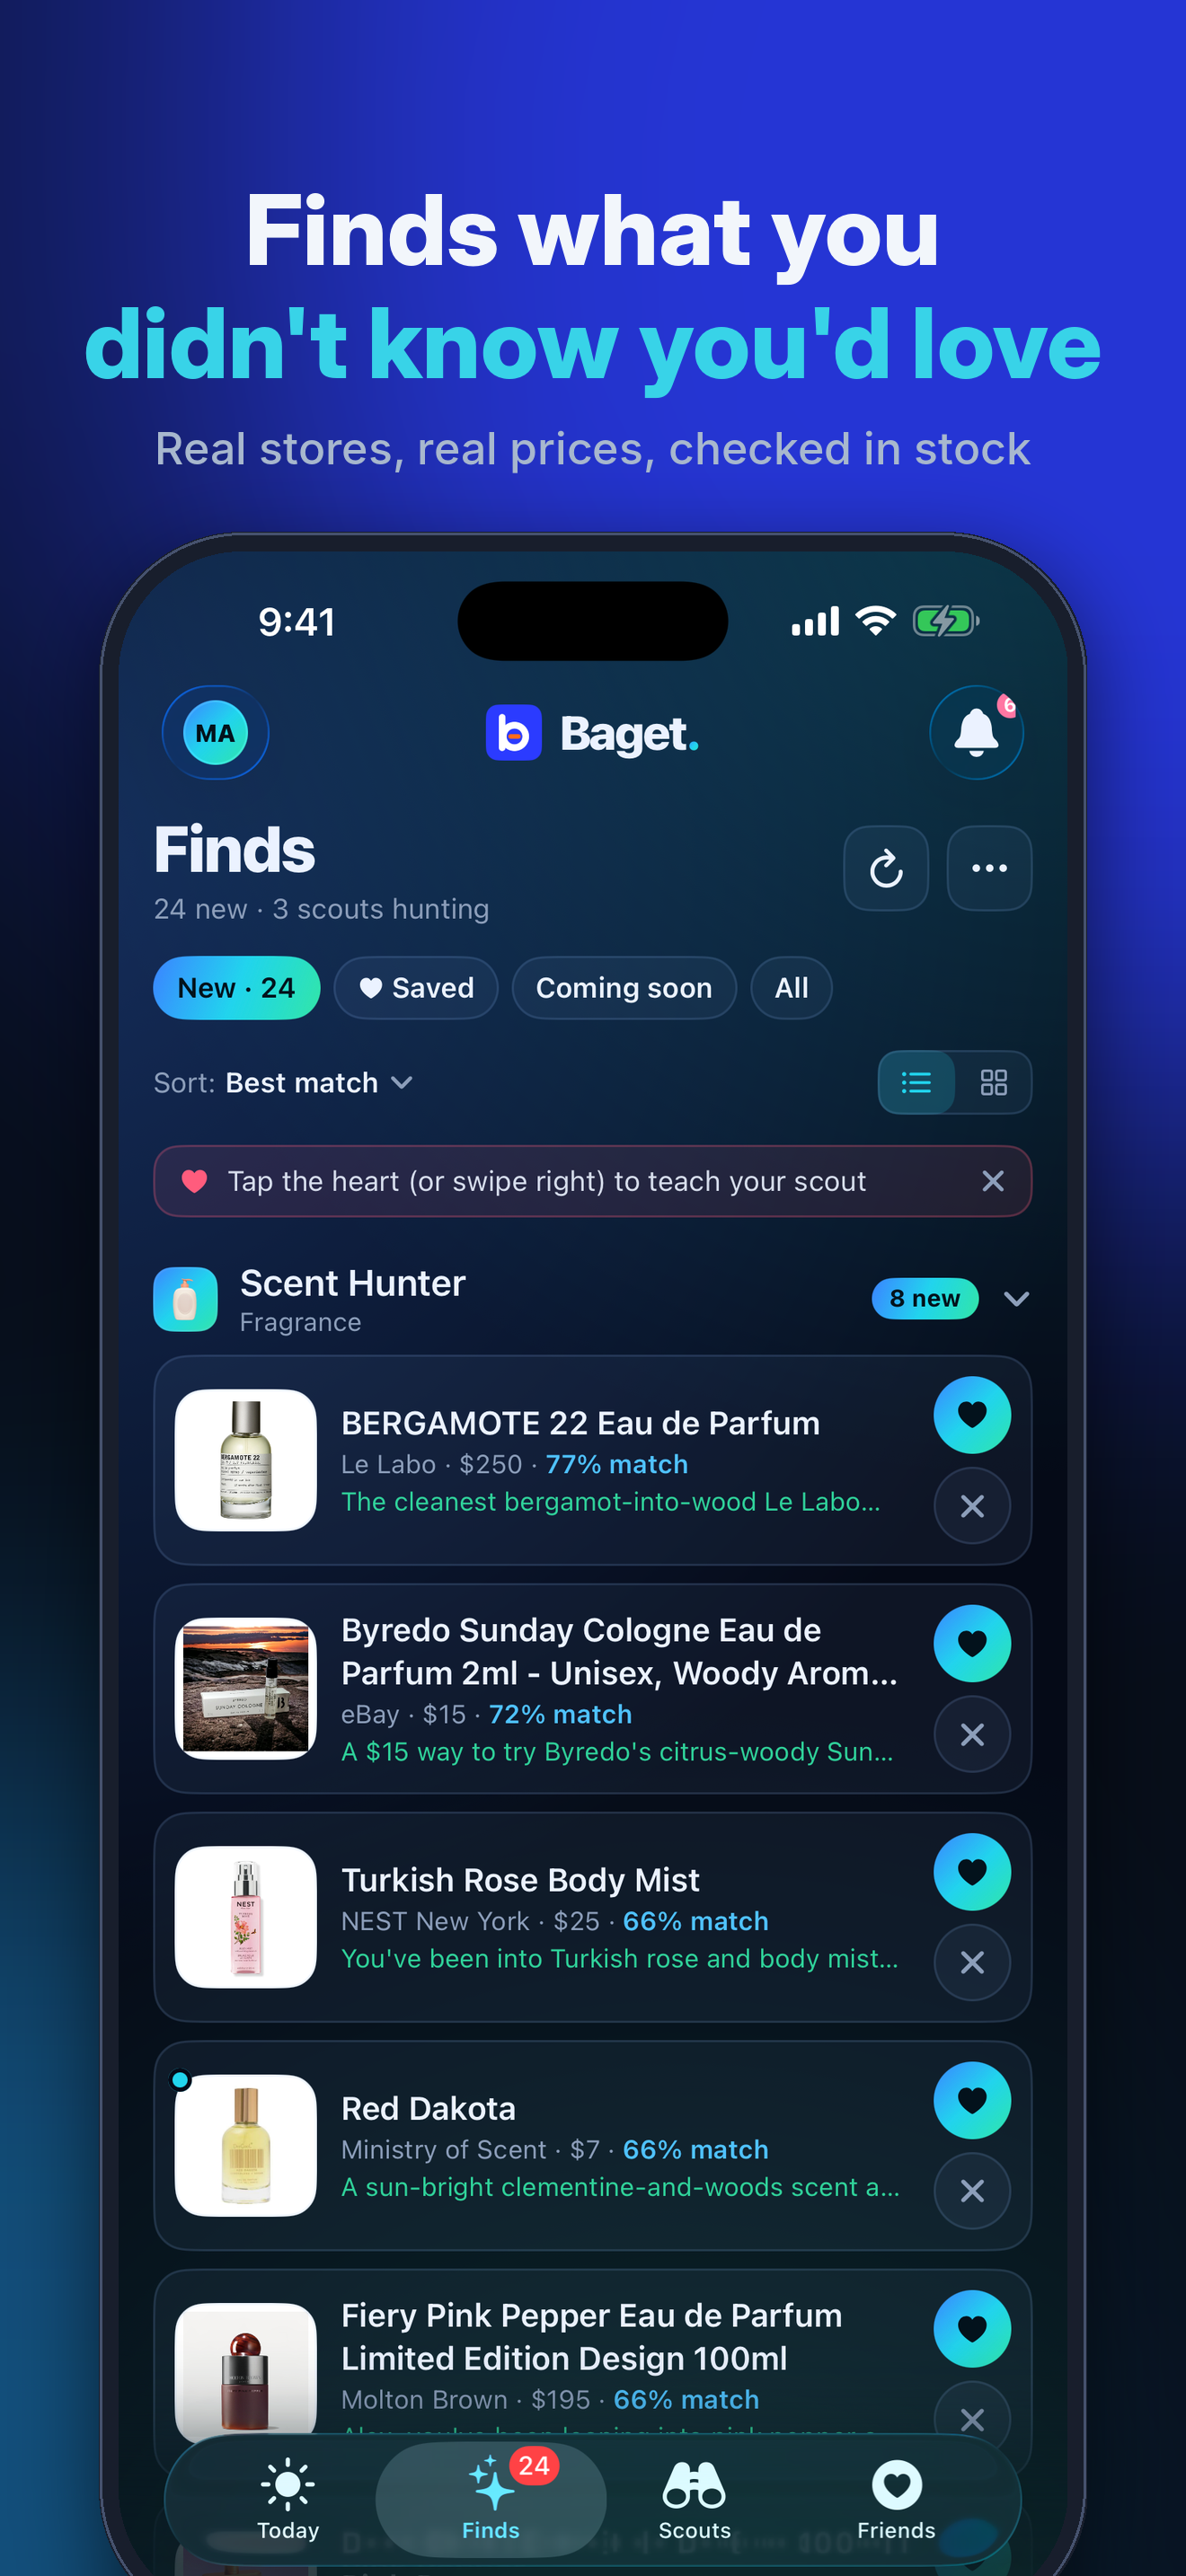 Finds what you
didn't know you'd love
Real stores, real prices, checked in stock
9:41
MA
b Baget.
6
Finds
24 new · 3 scouts hunting
New · 24
Saved
Coming soon
All
Sort: Best match
Tap the heart (or swipe right) to teach your scout
Scent Hunter
Fragrance
8 new
BERGAMOTE 22
BERGAMOTE 22 Eau de Parfum
Le Labo · $250 · 77% match
The cleanest bergamot-into-wood Le Labo...
SUNDAY COLOGNE
B
Byredo Sunday Cologne Eau de
Parfum 2ml - Unisex, Woody Arom...
eBay · $15 · 72% match
A $15 way to try Byredo's citrus-woody Sun...
NEST
Turkish Rose Body Mist
NEST New York · $25 · 66% match
You've been into Turkish rose and body mist...
Red Dakota
Ministry of Scent · $7 · 66% match
A sun-bright clementine-and-woods scent a...
Fiery Pink Pepper Eau de Parfum
Limited Edition Design 100ml
Molton Brown · $195 · 66% match
24
Today
Finds
Scouts
Friends